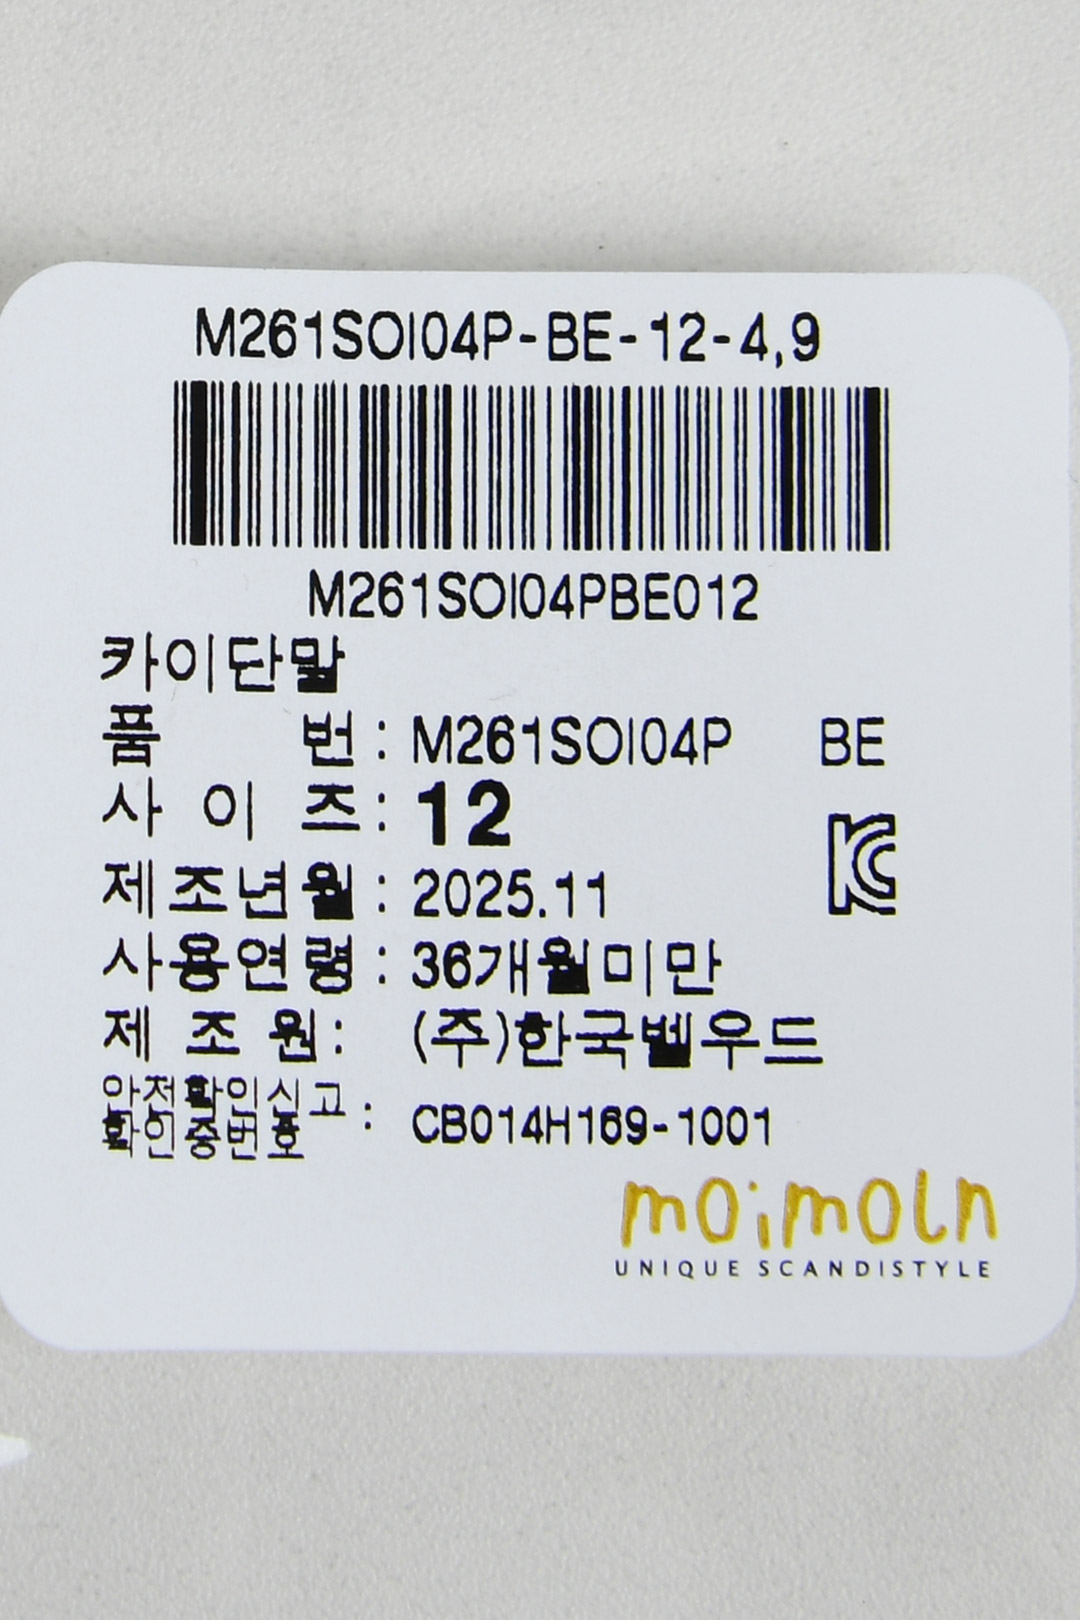 M261SOI04P-BE-12-4,9
M261SOI04PBE012
카이단말
품 번 : M261SOI04P BE
사 이 즈 : 12
제조년월 : 2025.11
사용연령 : 36개월미만
제 조 원 : (주)한국벨우드
안전확인신고
확인증번호 : CB014H169-1001
moimoln
UNIQUE SCANDISTYLE